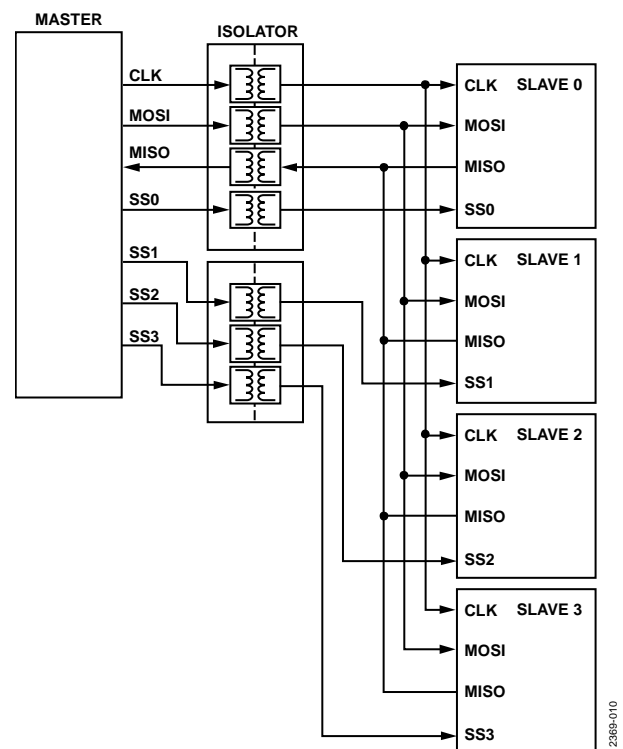 MASTER
ISOLATOR
CLK
MOSI
MISO
SS0
SS1
SS2
SS3
CLK SLAVE 0
MOSI
MISO
SS0
CLK SLAVE 1
MOSI
MISO
SS1
CLK SLAVE 2
MOSI
MISO
SS2
CLK SLAVE 3
MOSI
MISO
SS3
2369-010